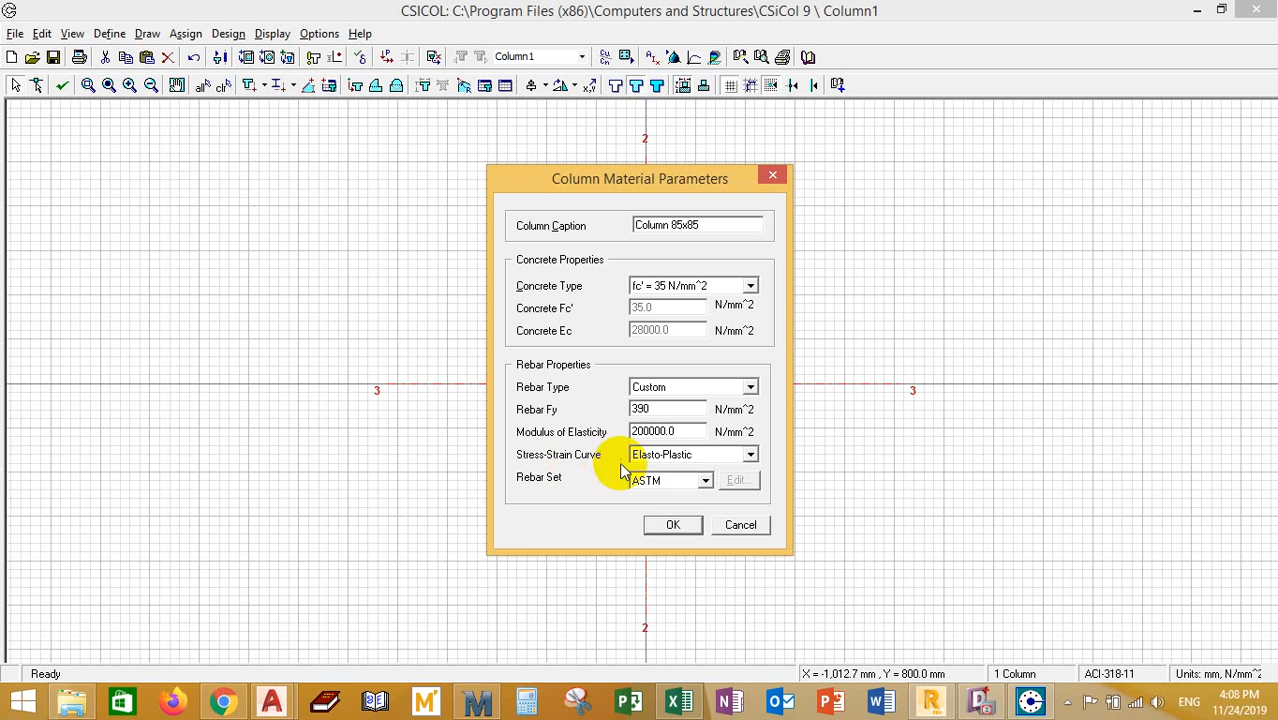 CSICOL: C:\Program Files (x86)\Computers and Structures\CSiCol 9 \ Column1
File Edit View Define Draw Assign Design Display Options Help
Column1
2
Column Material Parameters
Column Caption Column 85x85
Concrete Properties
Concrete Type fc' = 35 N/mm^2
Concrete Fc' 35.0 N/mm^2
Concrete Ec 28000.0 N/mm^2
Rebar Properties
Rebar Type Custom
3 3
Rebar Fy 390 N/mm^2
Modulus of Elasticity 200000.0 N/mm^2
Stress-Strain Curve Elasto-Plastic
Rebar Set ASTM Edit...
OK Cancel
2
Ready X = -1,012.7 mm , Y = 800.0 mm 1 Column ACI-318-11 Units: mm, N/mm^
ENG 4:08 PM
11/24/2019